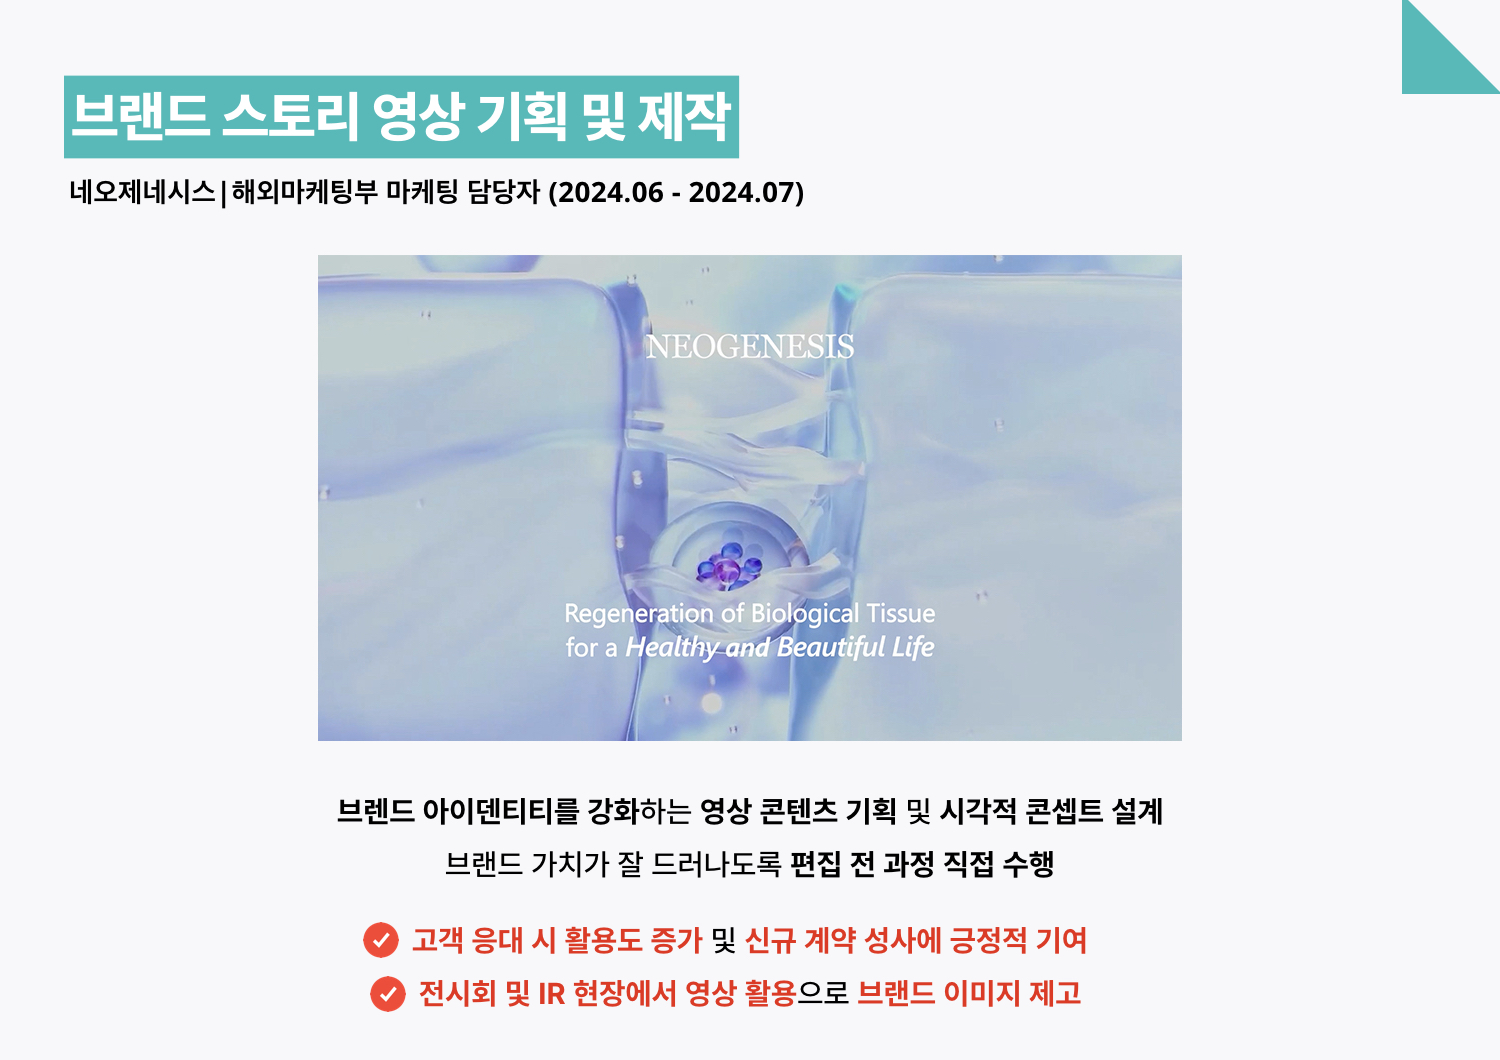 브랜드 스토리 영상 기획 및 제작
네오제네시스|해외마케팅부 마케팅 담당자 (2024.06 - 2024.07)
NEOGENESIS
Regeneration of Biological Tissue
for a Healthy and Beautiful Life
브렌드 아이덴티티를 강화하는 영상 콘텐츠 기획 및 시각적 콘셉트 설계
브랜드 가치가 잘 드러나도록 편집 전 과정 직접 수행
고객 응대 시 활용도 증가 및 신규 계약 성사에 긍정적 기여
전시회 및 IR 현장에서 영상 활용으로 브랜드 이미지 제고